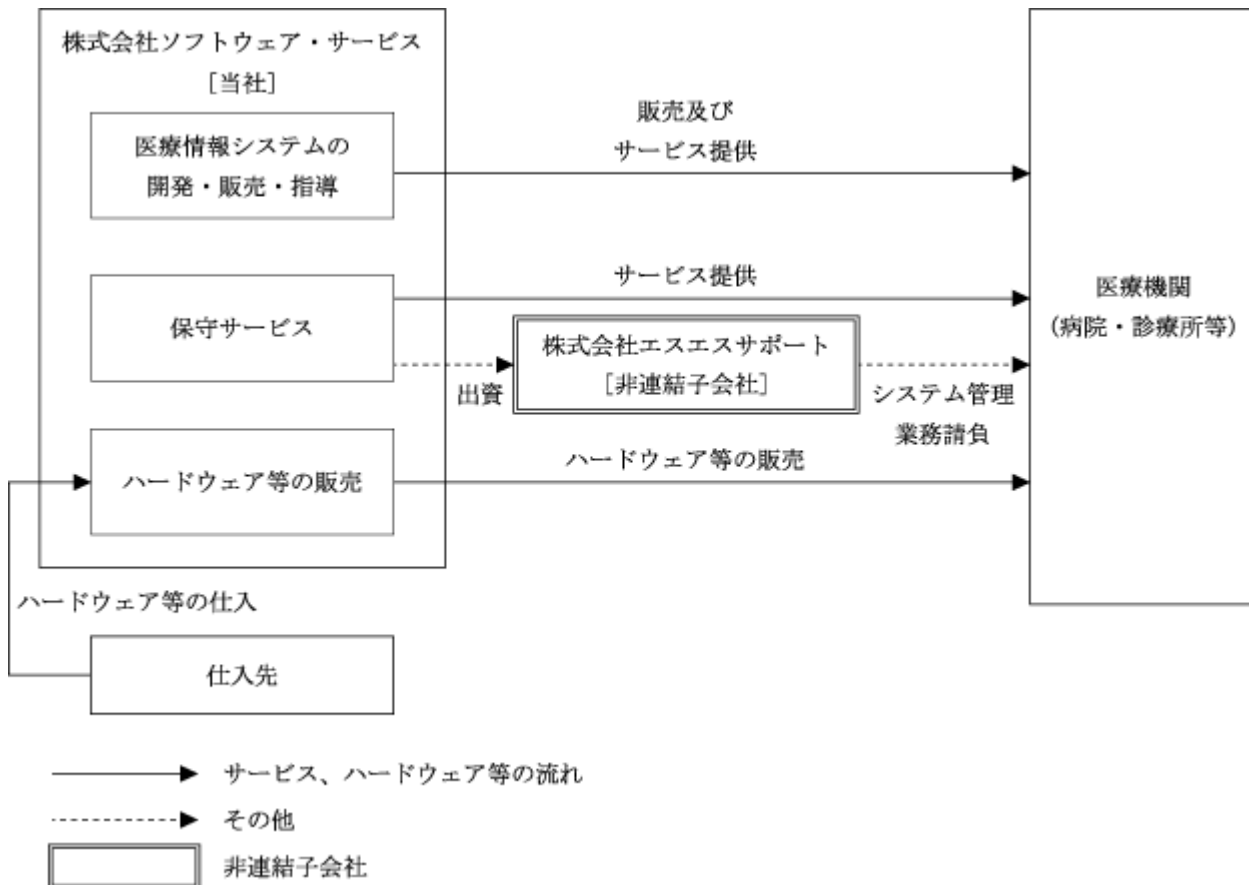 株式会社ソフトウェア・サービス
［当社］
医療情報システムの
開発・販売・指導
販売及び
サービス提供
保守サービス
サービス提供
出資
株式会社エスエスサポート
［非連結子会社］
システム管理
業務請負
ハードウェア等の販売
ハードウェア等の販売
医療機関
(病院・診療所等)
ハードウェア等の仕入
仕入先
サービス、ハードウェア等の流れ
その他
非連結子会社